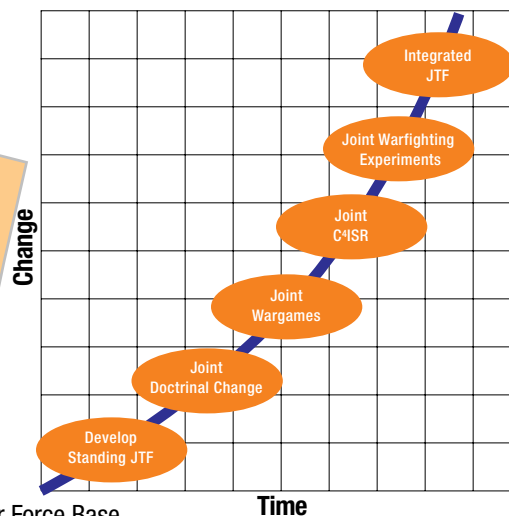 Integrated
JTF
Joint Warfighting
Experiments
Joint
C⁴ISR
Joint
Wargames
Joint
Doctrinal Change
Develop
Standing JTF
Change
Time
Force Base